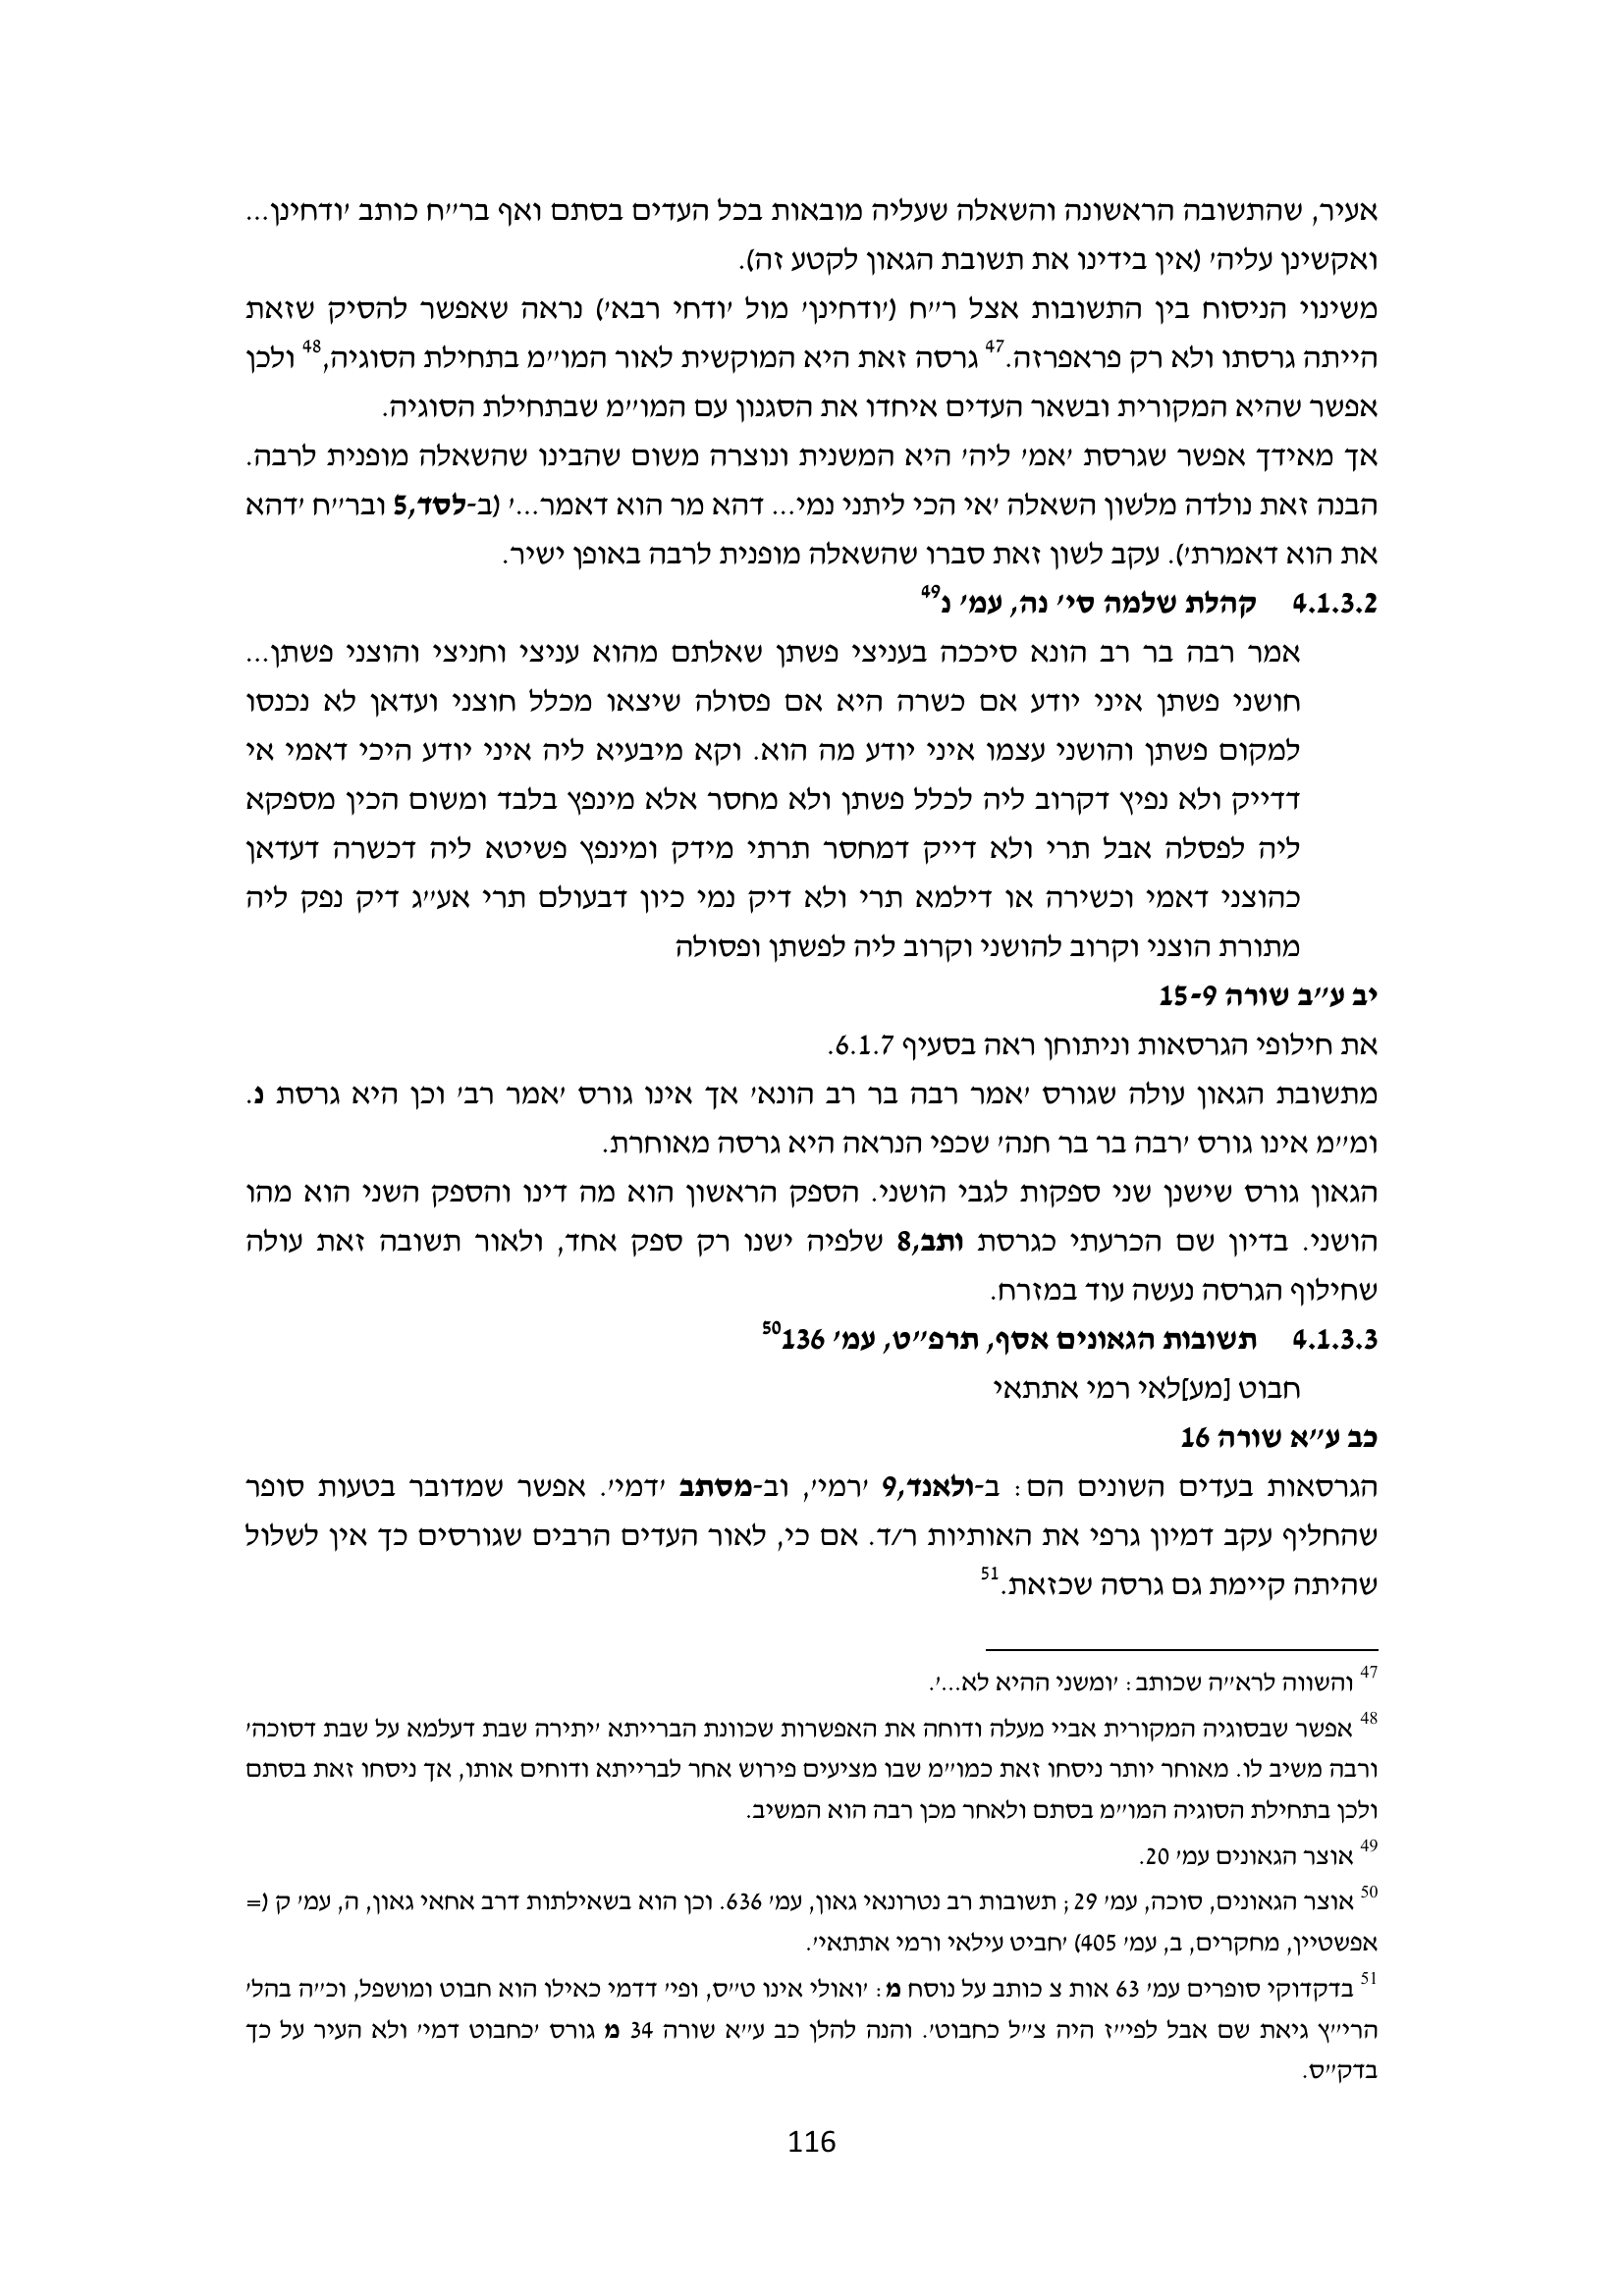 אעיר, שהתשובה הראשונה והשאלה שעליה מובאות בכל העדים בסתם ואף בר״ח כותב ׳ודחינן...
ואקשינן עליה׳ (אין בידינו את תשובת הגאון לקטע זה).
משינוי הניסוח בין התשובות אצל ר״ח (׳ודחינן׳ מול ׳ודחי רבא׳) נראה שאפשר להסיק שזאת
הייתה גרסתו ולא רק פראפרזה.47 גרסה זאת היא המוקשית לאור המו״מ בתחילת הסוגיה,48 ולכן
אפשר שהיא המקורית ובשאר העדים איחדו את הסגנון עם המו״מ שבתחילת הסוגיה.
אך מאידך אפשר שגרסת ׳אמ׳ ליה׳ היא המשנית ונוצרה משום שהבינו שהשאלה מופנית לרבה.
הבנה זאת נולדה מלשון השאלה ׳אי הכי ליתני נמי... דהא מר הוא דאמר...׳ (ב-לסד,5 ובר״ח ׳דהא
את הוא דאמרת׳). עקב לשון זאת סברו שהשאלה מופנית לרבה באופן ישיר.
4.1.3.2 קהלת שלמה סי׳ נה, עמ׳ נ49
אמר רבה בר רב הונא סיככה בעניצי פשתן שאלתם מהוא עניצי וחניצי והוצני פשתן...
חושני פשתן איני יודע אם כשרה היא אם פסולה שיצאו מכלל חוצני ועדאן לא נכנסו
למקום פשתן והושני עצמו איני יודע מה הוא. וקא מיבעיא ליה איני יודע היכי דאמי אי
דדייק ולא נפיץ דקרוב ליה לכלל פשתן ולא מחסר אלא מינפץ בלבד ומשום הכין מספקא
ליה לפסלה אבל תרי ולא דייק דמחסר תרתי מידק ומינפץ פשיטא ליה דכשרה דעדאן
כהוצני דאמי וכשירה או דילמא תרי ולא דיק נמי כיון דבעולם תרי אע״ג דיק נפק ליה
מתורת הוצני וקרוב להושני וקרוב ליה לפשתן ופסולה
יב ע״ב שורה 15-9
את חילופי הגרסאות וניתוחן ראה בסעיף 6.1.7.
מתשובת הגאון עולה שגורס ׳אמר רבה בר רב הונא׳ אך אינו גורס ׳אמר רב׳ וכן היא גרסת נ.
ומ״מ אינו גורס ׳רבה בר בר חנה׳ שכפי הנראה היא גרסה מאוחרת.
הגאון גורס שישנן שני ספקות לגבי הושני. הספק הראשון הוא מה דינו והספק השני הוא מהו
הושני. בדיון שם הכרעתי כגרסת ותב,8 שלפיה ישנו רק ספק אחד, ולאור תשובה זאת עולה
שחילוף הגרסה נעשה עוד במזרח.
4.1.3.3 תשובות הגאונים אסף, תרפ״ט, עמ׳ 136 50
חבוט [מע]לאי רמי אתתאי
כב ע״א שורה 16
הגרסאות בעדים השונים הם: ב-ולאנד,9 ׳רמי׳, וב-מסתב ׳דמי׳. אפשר שמדובר בטעות סופר
שהחליף עקב דמיון גרפי את האותיות ר/ד. אם כי, לאור העדים הרבים שגורסים כך אין לשלול
שהיתה קיימת גם גרסה שכזאת.51
47 והשווה לרא״ה שכותב: ׳ומשני ההיא לא...׳.
48 אפשר שבסוגיה המקורית אביי מעלה ודוחה את האפשרות שכוונת הברייתא ׳יתירה שבת דעלמא על שבת דסוכה׳
ורבה משיב לו. מאוחר יותר ניסחו זאת כמו״מ שבו מציעים פירוש אחר לברייתא ודוחים אותו, אך ניסחו זאת בסתם
ולכן בתחילת הסוגיה המו״מ בסתם ולאחר מכן רבה הוא המשיב.
49 אוצר הגאונים עמ׳ 20.
50 אוצר הגאונים, סוכה, עמ׳ 29; תשובות רב נטרונאי גאון, עמ׳ 636. וכן הוא בשאילתות דרב אחאי גאון, ה, עמ׳ ק (=
אפשטיין, מחקרים, ב, עמ׳ 405) ׳חביט עילאי ורמי אתתאי׳.
51 בדקדוקי סופרים עמ׳ 63 אות צ כותב על נוסח מ: ׳ואולי אינו ט״ס, ופי׳ דדמי כאילו הוא חבוט ומושפל, וכ״ה בהל׳
הרי״ץ גיאת שם אבל לפי״ז היה צ״ל כחבוט׳. והנה להלן כב ע״א שורה 34 מ גורס ׳כחבוט דמי׳ ולא העיר על כך
בדק״ס.
116